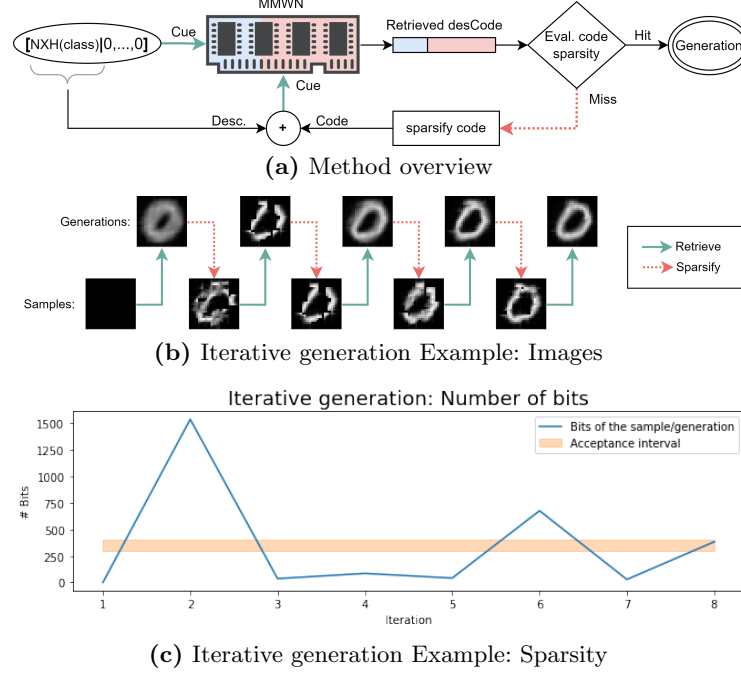 MMWN
[NXH(class)|0,...,0]
Cue
Retrieved desCode
Eval. code
sparsity
Hit
Generation
Cue
Miss
Desc.
+
Code
sparsify code
(a) Method overview
Generations:
Samples:
Retrieve
Sparsify
(b) Iterative generation Example: Images
Iterative generation: Number of bits
Bits of the sample/generation
Acceptance interval
# Bits
1500
1250
1000
750
500
250
0
1 2 3 4 5 6 7 8
Iteration
(c) Iterative generation Example: Sparsity